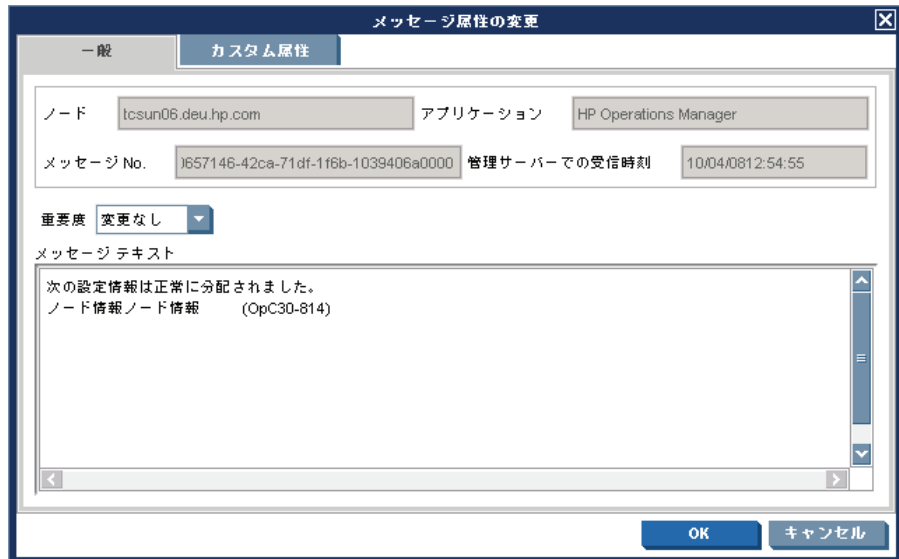 メッセージ属性の変更
一般 カスタム属性
ノード tcsun06.deu.hp.com アプリケーション HP Operations Manager
メッセージ No. )657146-42ca-71df-1f6b-1039406a0000 管理サーバーでの受信時刻 10/04/0812:54:55
重要度 変更なし
メッセージ テキスト
次の設定情報は正常に分配されました。
ノード情報ノード情報 (OpC30-814)
OK キャンセル